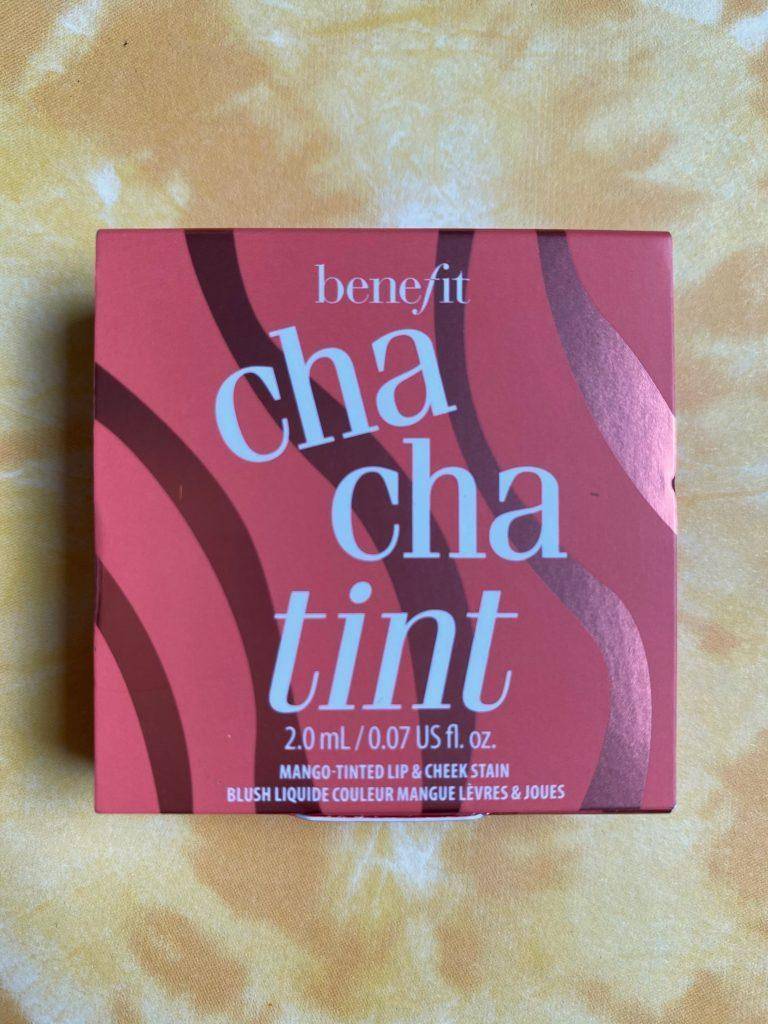 benefit
cha
cha
tint
2.0 mL / 0.07 US fl. oz.
MANGO-TINTED LIP & CHEEK STAIN
BLUSH LIQUIDE COULEUR MANGUE LÈVRES & JOUES